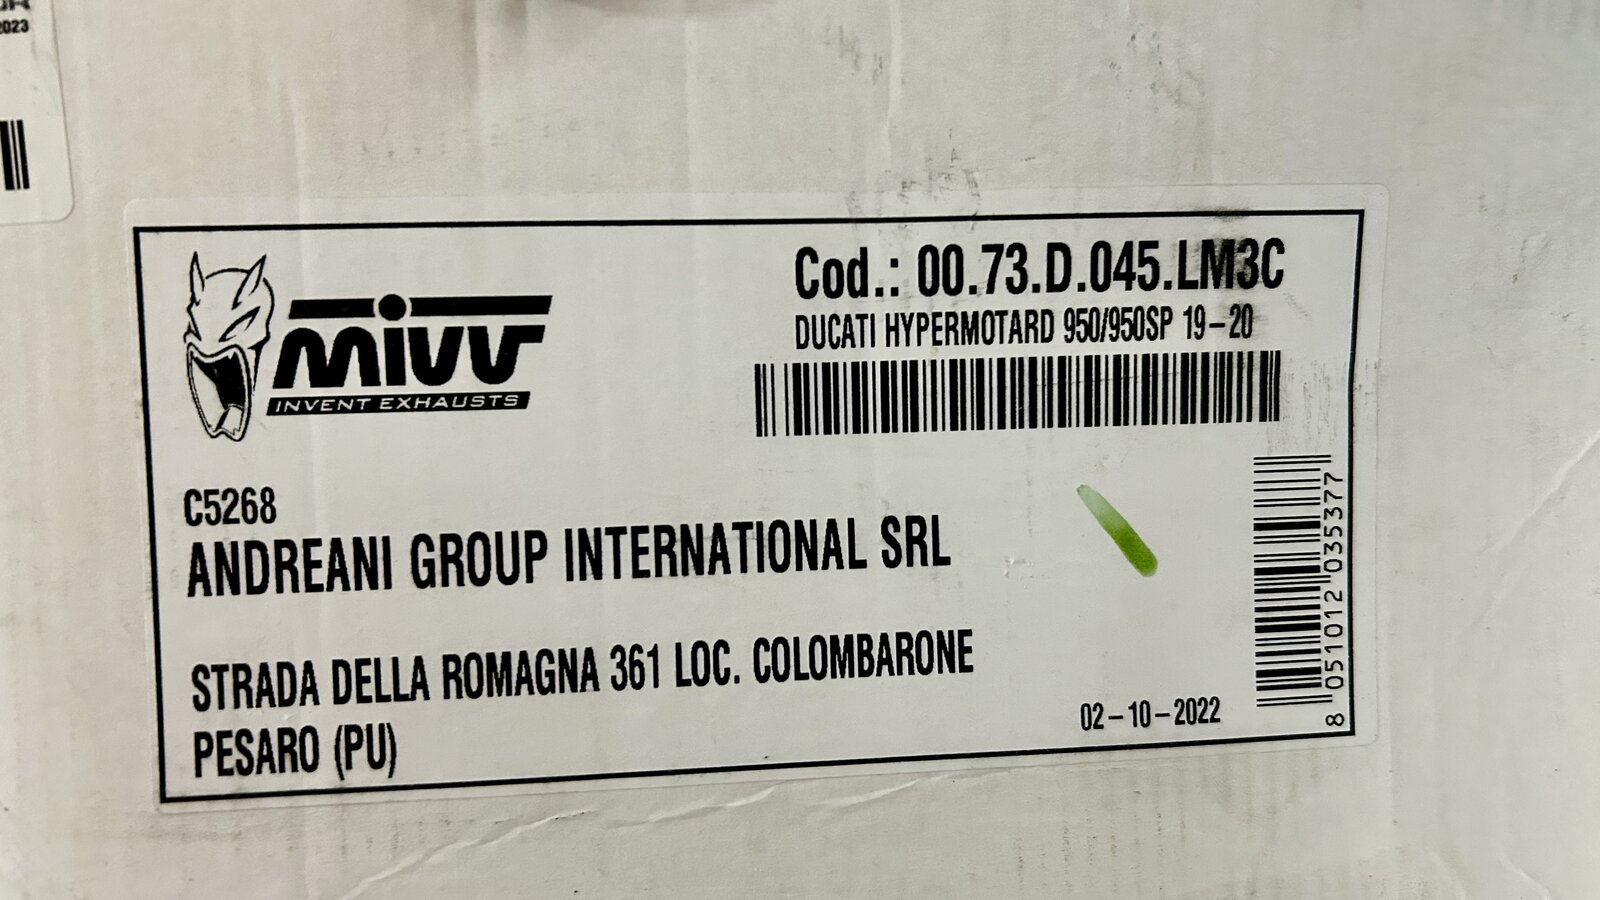 2023
mivv
INVENT EXHAUSTS
Cod.: 00.73.D.045.LM3C
DUCATI HYPERMOTARD 950/950SP 19-20
C5268
ANDREANI GROUP INTERNATIONAL SRL
STRADA DELLA ROMAGNA 361 LOC. COLOMBARONE
PESARO (PU)
02-10-2022
8 051012 035377